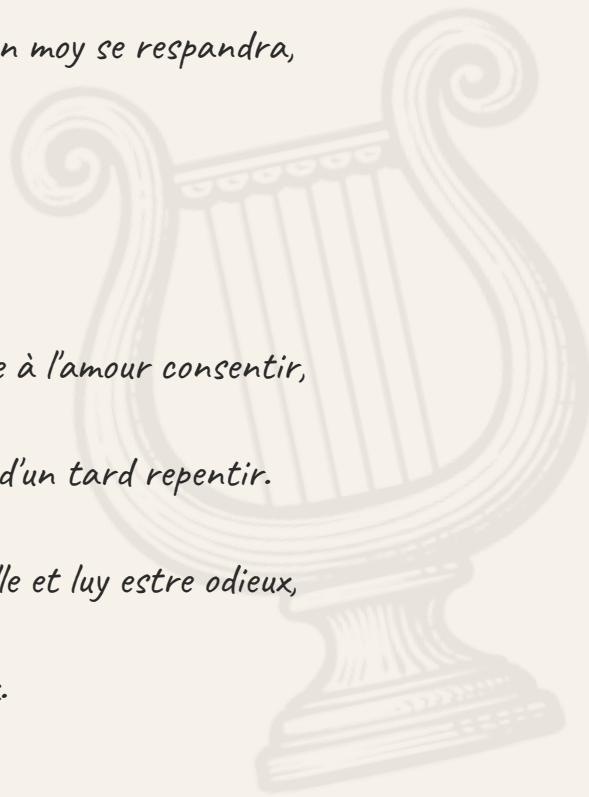 n moy se respandra,
e à l'amour consentir,
d'un tard repentir.
lle et luy estre odieux,
.